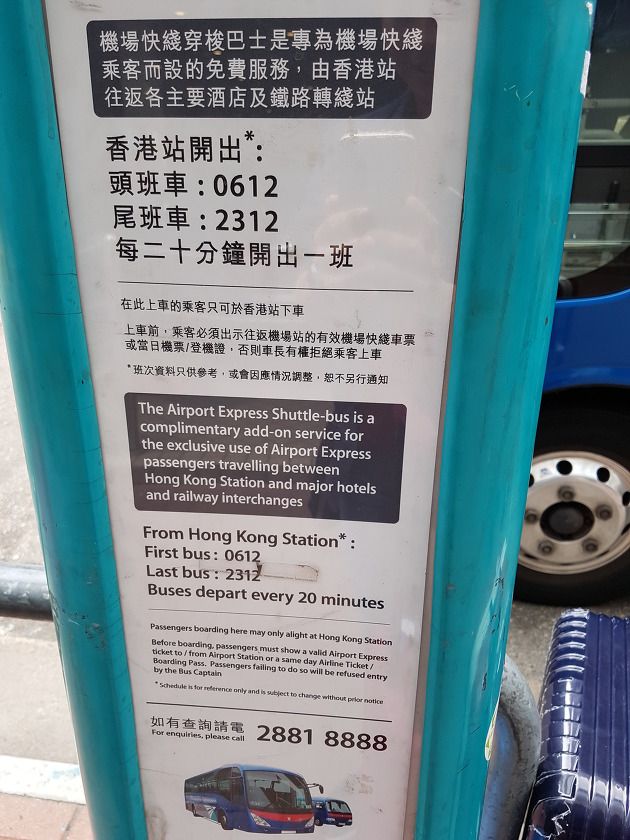 機場快綫穿梭巴士是專為機場快綫
乘客而設的免費服務，由香港站
往返各主要酒店及鐵路轉綫站
香港站開出*:
頭班車 : 0612
尾班車 : 2312
每二十分鐘開出一班
在此上車的乘客只可於香港站下車
上車前，乘客必須出示往返機場站的有效機場快綫車票
或當日機票/登機證，否則車長有權拒絕乘客上車
*班次資料只供參考，或會因應情況調整，恕不另行通知
The Airport Express Shuttle-bus is a
complimentary add-on service for
the exclusive use of Airport Express
passengers travelling between
Hong Kong Station and major hotels
and railway interchanges
From Hong Kong Station* :
First bus : 0612
Last bus : 2312
Buses depart every 20 minutes
Passengers boarding here may only alight at Hong Kong Station
Before boarding, passengers must show a valid Airport Express
ticket to / from Airport Station or a same day Airline Ticket /
Boarding Pass. Passengers failing to do so will be refused entry
by the Bus Captain
* Schedule is for reference only and is subject to change without prior notice
如有查詢請電
For enquiries, please call
2881 8888